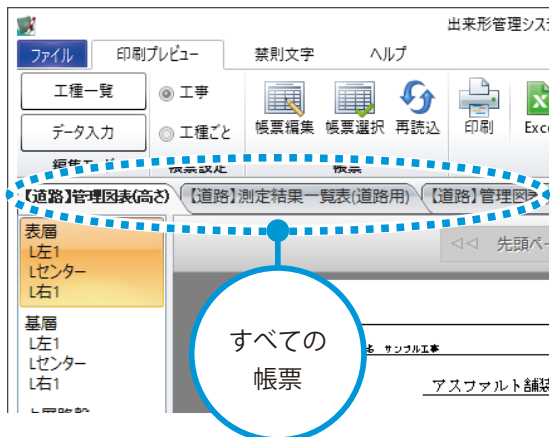 出来形管理シス
ファイル 印刷プレビュー 禁則文字 ヘルプ
工種一覧 工事
データ入力 工種ごと
帳票編集 帳票選択 再読込 印刷 Exce
帳票設定 帳票
【道路】管理図表(高さ) 【道路】測定結果一覧表(道路用) 【道路】管理図
表層
L左1
Lセンター
L右1
先頭ペー
基層
L左1
Lセンター
L右1
すべての
帳票
名 サンプル工事
アスファルト舗装